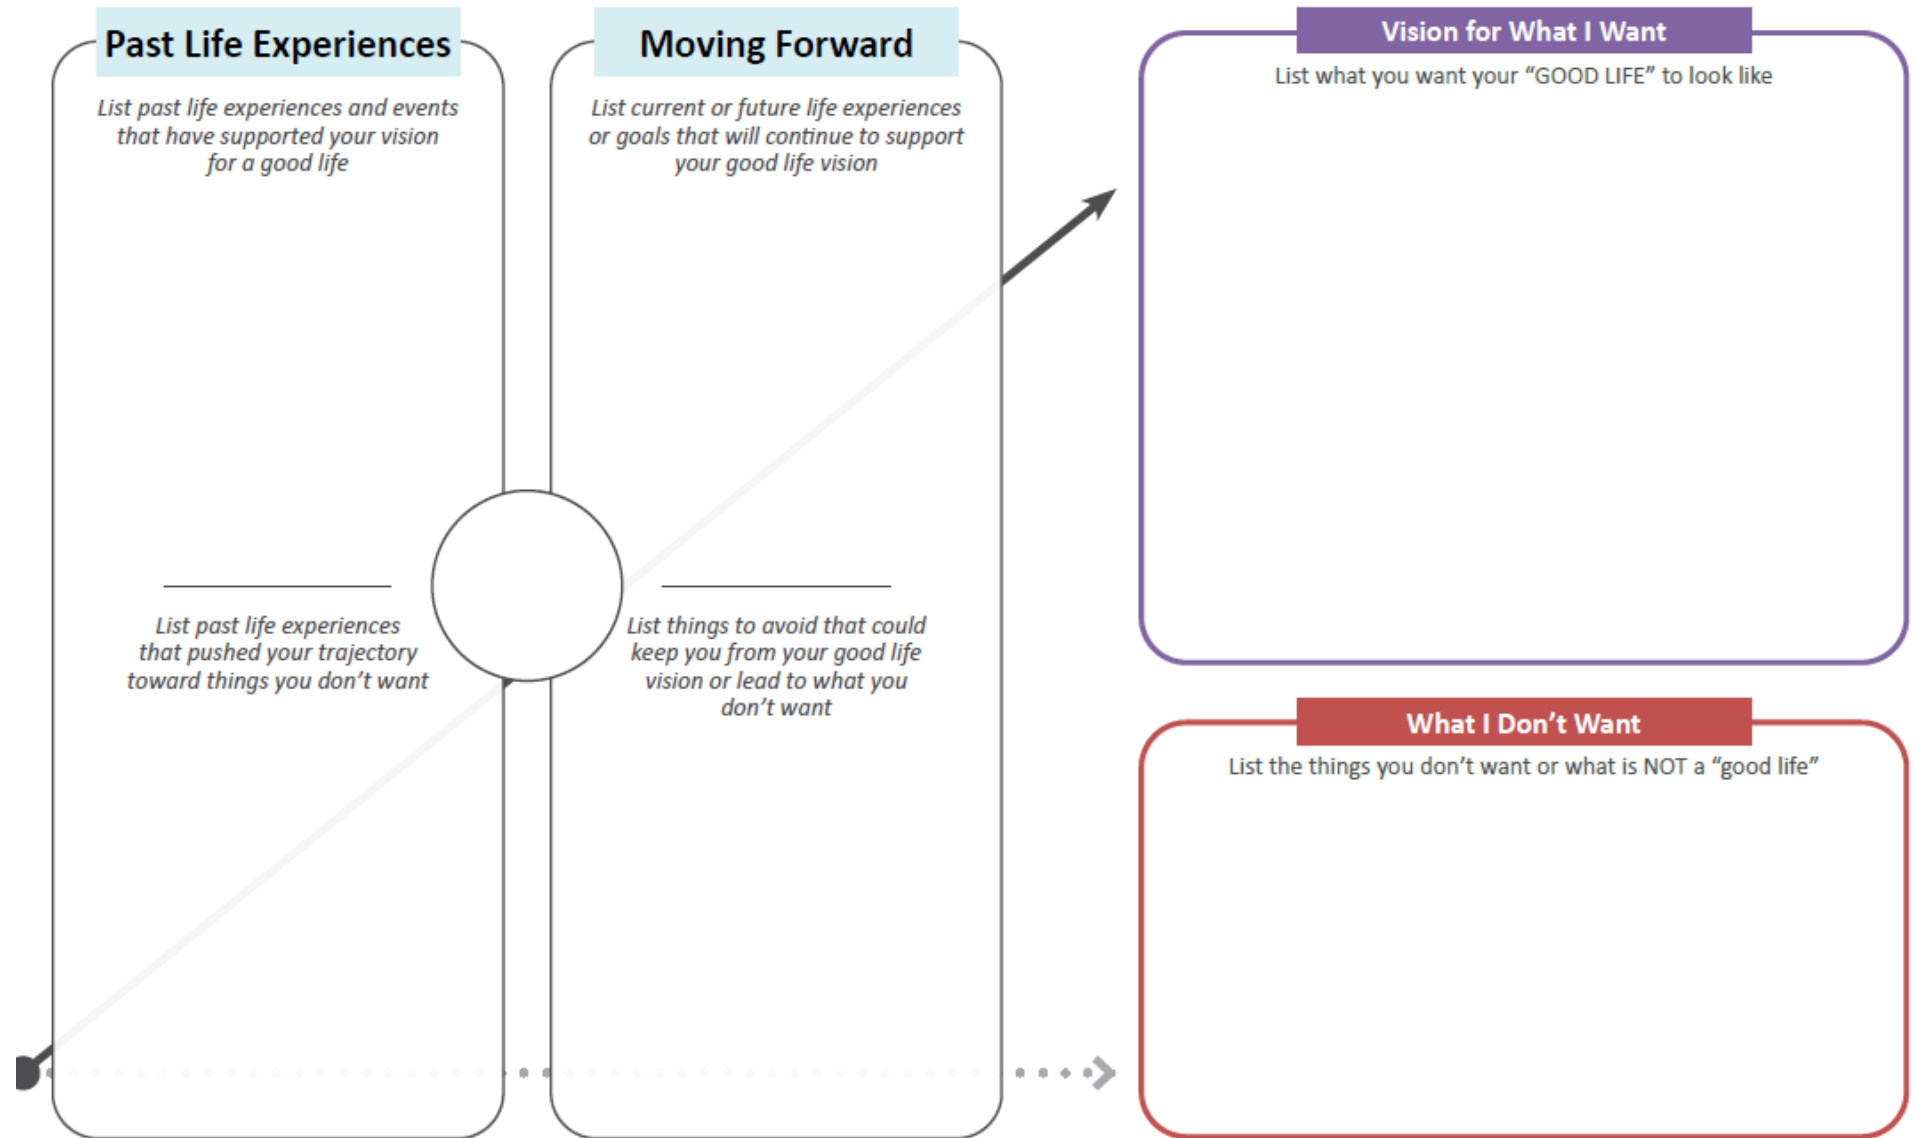 Past Life Experiences
List past life experiences and events
that have supported your vision
for a good life
List past life experiences
that pushed your trajectory
toward things you don’t want
Moving Forward
List current or future life experiences
or goals that will continue to support
your good life vision
List things to avoid that could
keep you from your good life
vision or lead to what you
don’t want
Vision for What I Want
List what you want your “GOOD LIFE” to look like
What I Don’t Want
List the things you don’t want or what is NOT a “good life”